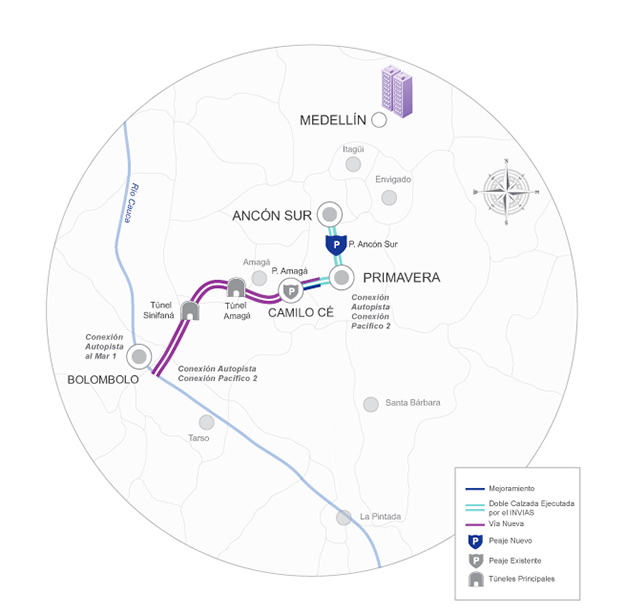 MEDELLÍN
Itagüí
Envigado
Río Cauca
ANCÓN SUR
P
P. Ancón Sur
Amagá
P. Amagá
PRIMAVERA
P
Túnel
Sinifaná
Túnel
Amagá
CAMILO CÉ
Conexión
Autopista
Conexión
Pacífico 2
Conexión
Autopista
al Mar 1
BOLOMBOLO
Conexión Autopista
Conexión Pacífico 2
Santa Bárbara
Tarso
La Pintada
Mejoramiento
Doble Calzada Ejecutada
por el INVIAS
Vía Nueva
P Peaje Nuevo
P Peaje Existente
Túneles Principales